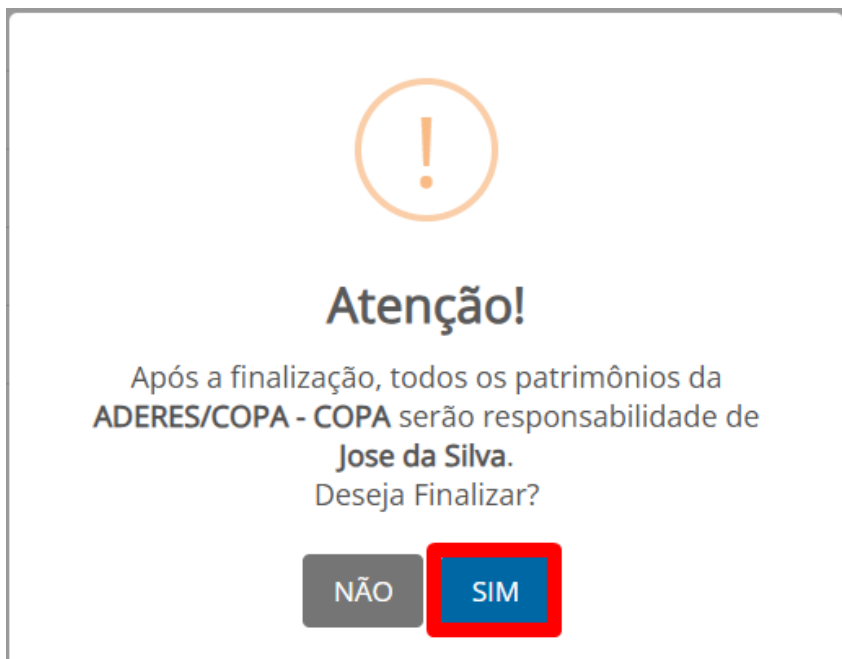 !
Atenção!
Após a finalização, todos os patrimônios da
ADERES/COPA - COPA serão responsabilidade de
Jose da Silva.
Deseja Finalizar?
NÃO SIM